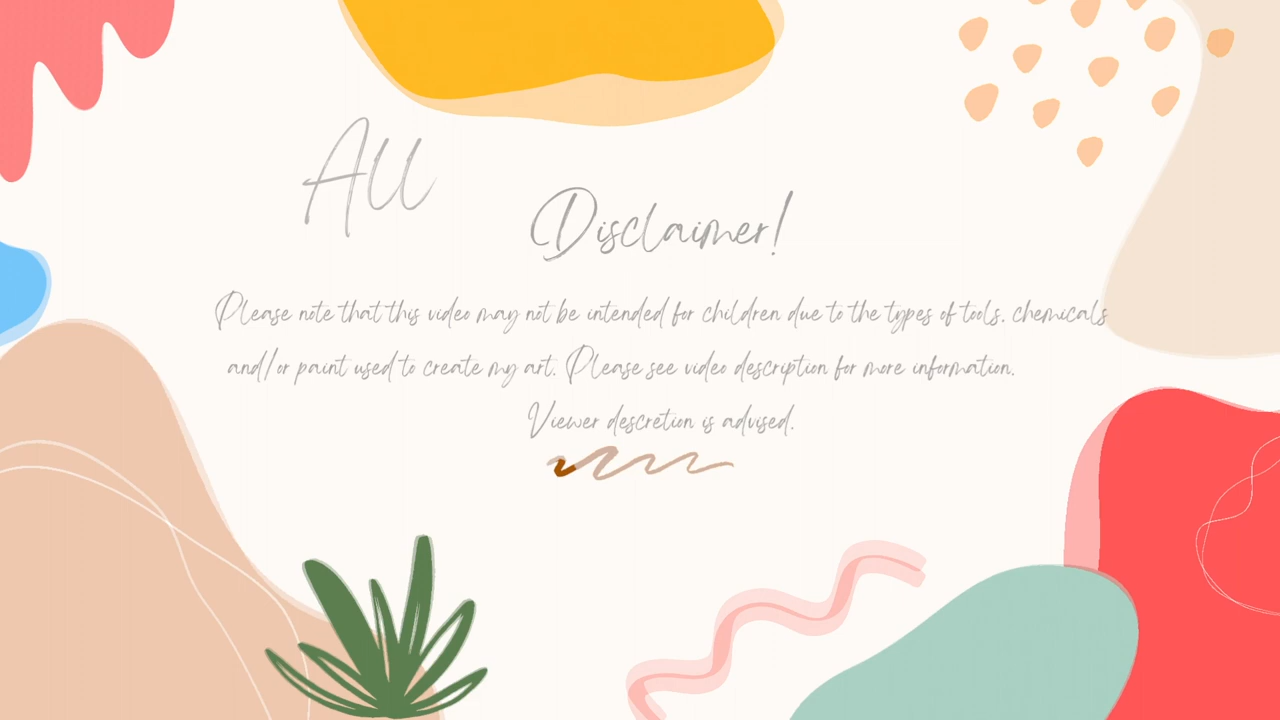 All
Disclaimer!
Please note that this video may not be intended for children due to the types of tools, chemicals
and/or paint used to create my art. Please see video description for more information.
Viewer descretion is advised.